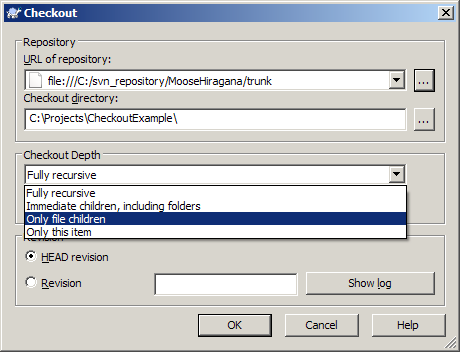 Checkout
Repository
URL of repository:
file:///C:/svn_repository/MooseHiragana/trunk
...
Checkout directory:
C:\Projects\CheckoutExample\
...
Checkout Depth
Fully recursive
Fully recursive
Immediate children, including folders
Only file children
Only this item
Revision
HEAD revision
Revision
Show log
OK
Cancel
Help